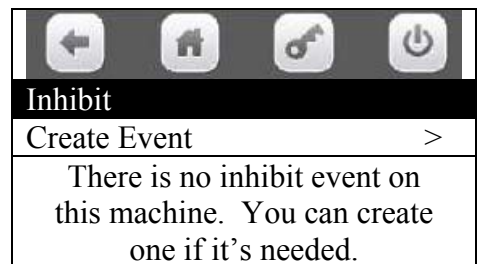 Inhibit
Create Event >
There is no inhibit event on
this machine.  You can create
one if it's needed.